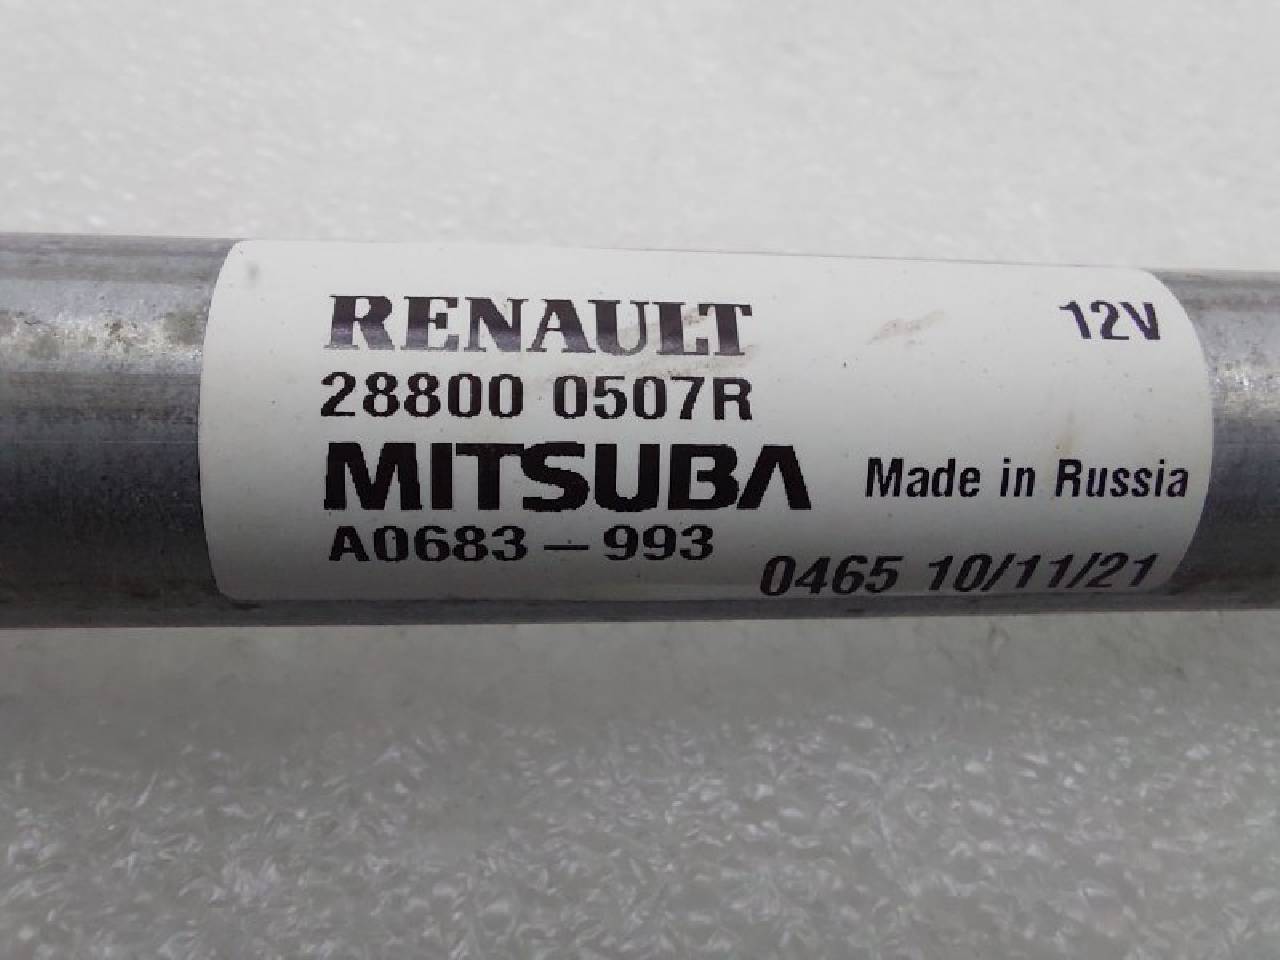 RENAULT 12V
28800 0507R
MITSUBA Made in Russia
A0683-993
0465 10/11/21